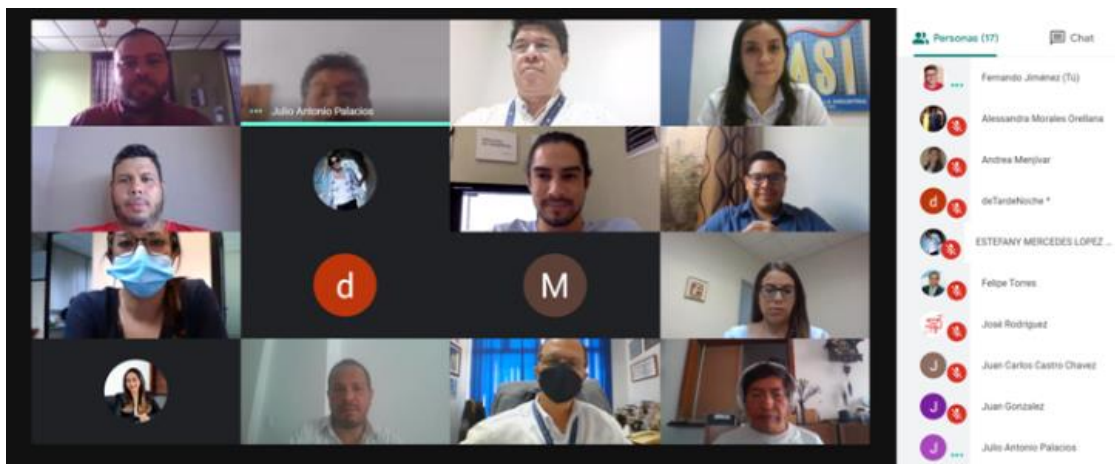 Julio Antonio Palacios
ASI
d
M
Personas (17)
Chat
Fernando Jiménez (Tú)
Alessandra Morales Orellana
Andrea Menjívar
d
deTardeNoche *
ESTEFANY MERCEDES LOPEZ ...
Felipe Torres
José Rodríguez
J
Juan Carlos Castro Chavez
J
Juan Gonzalez
J
Julio Antonio Palacios